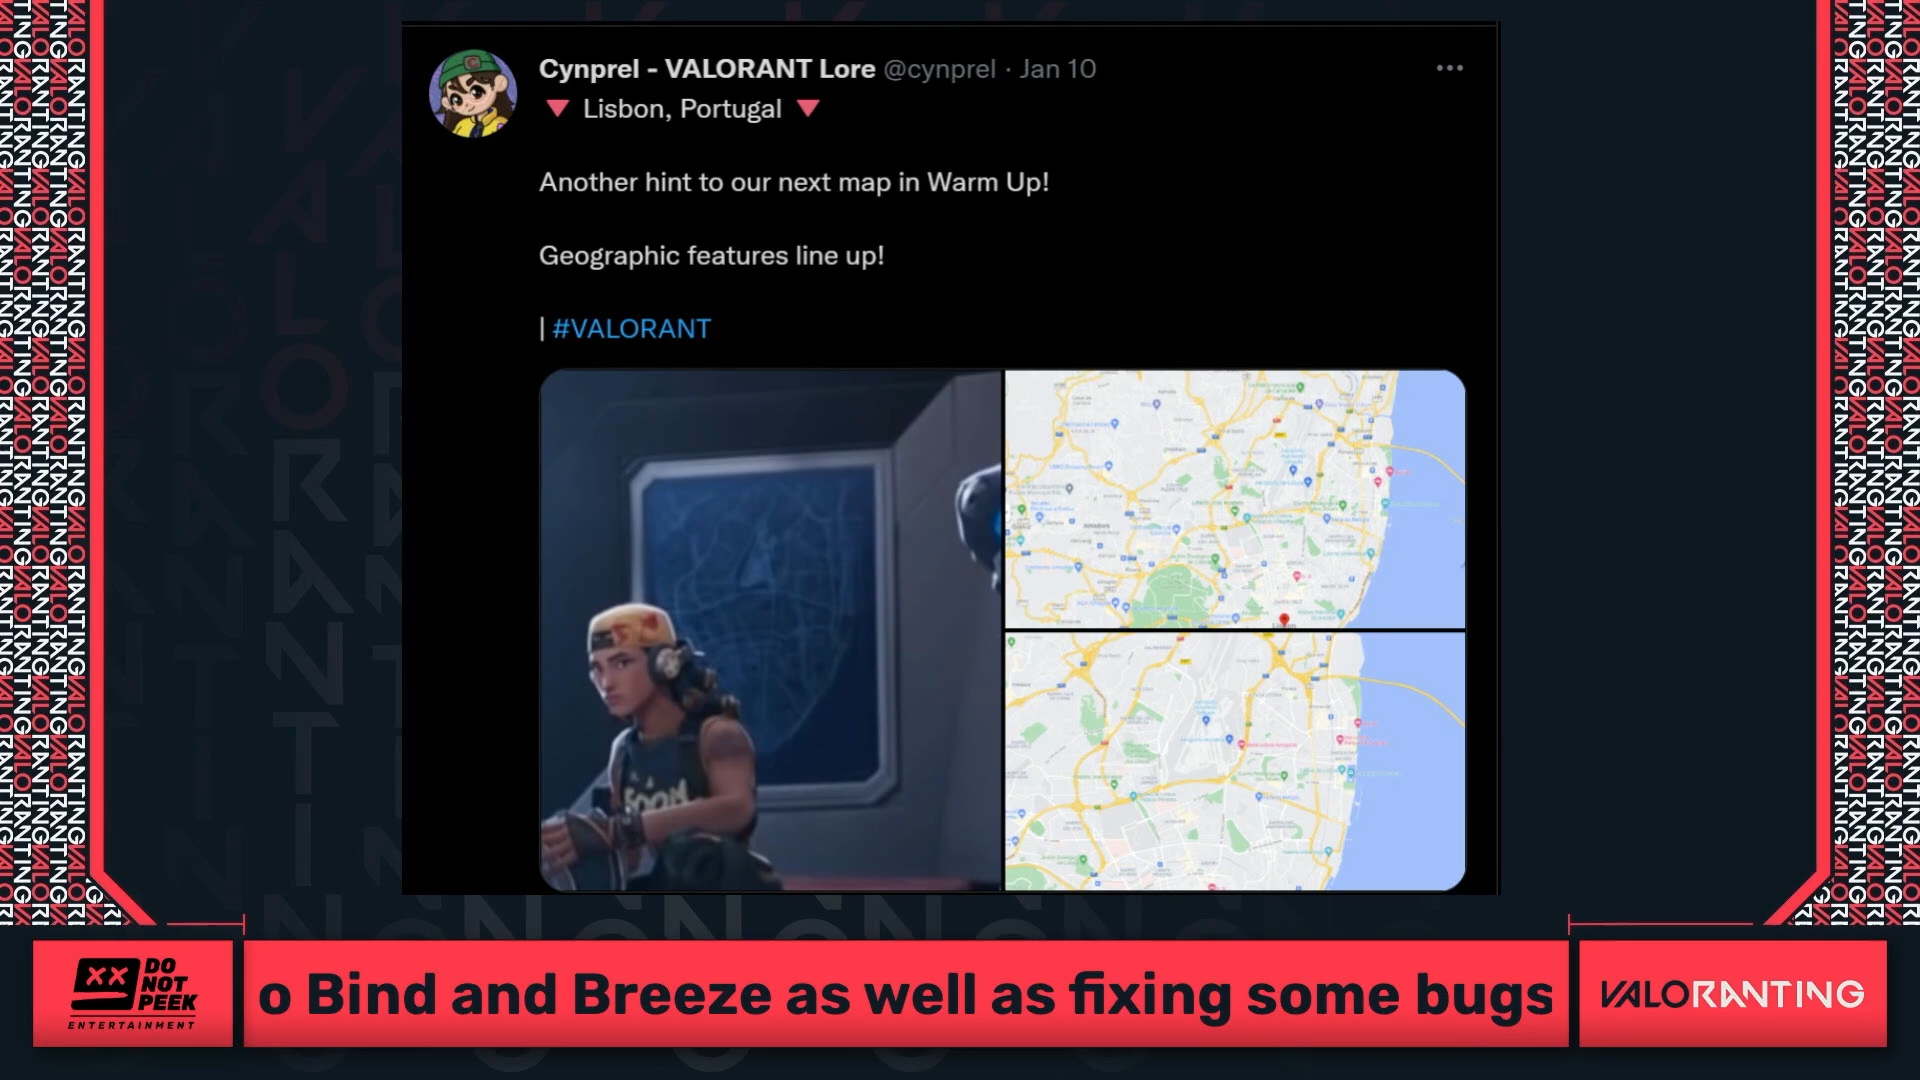 Cynprel - VALORANT Lore @cynprel · Jan 10
🔻 Lisbon, Portugal 🔻
Another hint to our next map in Warm Up!
Geographic features line up!
| #VALORANT
BOOM
DO
NOT
PEEK
ENTERTAINMENT
o Bind and Breeze as well as fixing some bugs
VALORANTING